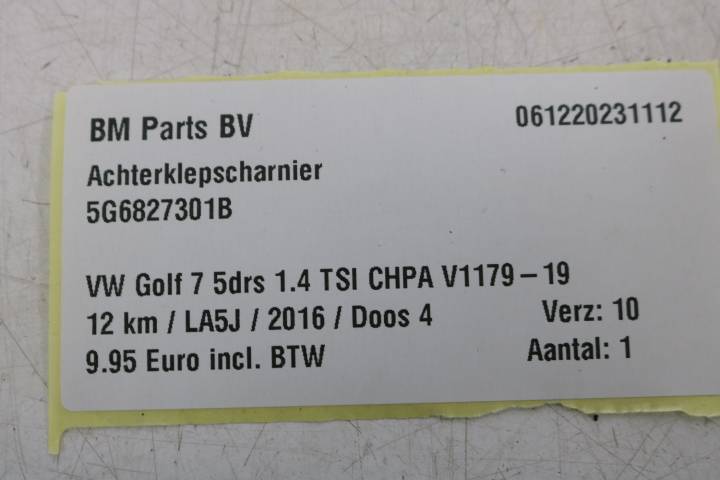 BM Parts BV 061220231112
Achterklepscharnier
5G6827301B
VW Golf 7 5drs 1.4 TSI CHPA V1179-19
12 km / LA5J / 2016 / Doos 4 Verz: 10
9.95 Euro incl. BTW Aantal: 1